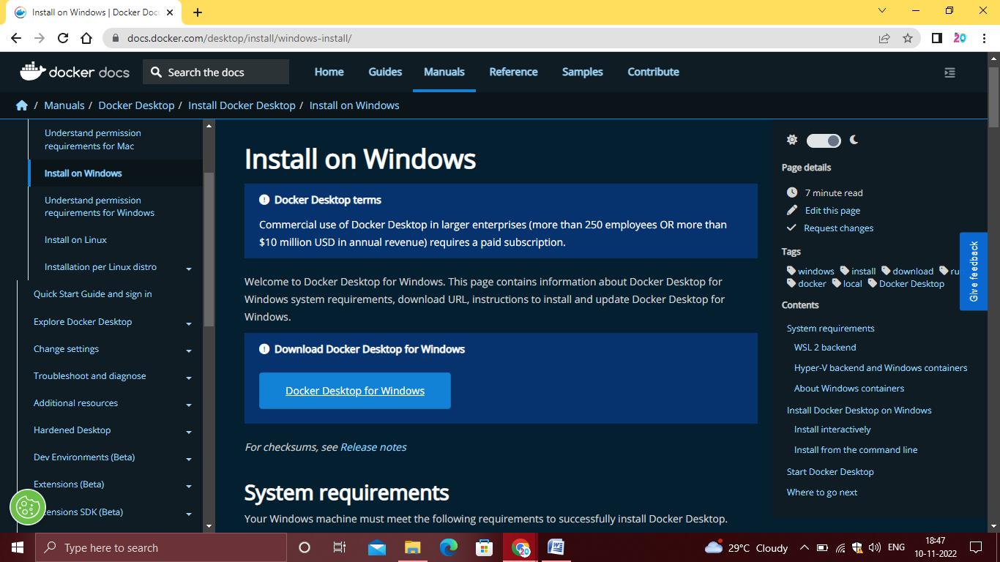 Install on Windows | Docker Doc
docs.docker.com/desktop/install/windows-install/
20
docker docs
Search the docs
Home
Guides
Manuals
Reference
Samples
Contribute
/ Manuals / Docker Desktop / Install Docker Desktop / Install on Windows
Understand permission
requirements for Mac
Install on Windows
Understand permission
requirements for Windows
Install on Linux
Installation per Linux distro
Quick Start Guide and sign in
Explore Docker Desktop
Change settings
Troubleshoot and diagnose
Additional resources
Hardened Desktop
Dev Environments (Beta)
Extensions (Beta)
tensions SDK (Beta)
Install on Windows
Docker Desktop terms
Commercial use of Docker Desktop in larger enterprises (more than 250 employees OR more than
$10 million USD in annual revenue) requires a paid subscription.
Welcome to Docker Desktop for Windows. This page contains information about Docker Desktop for
Windows system requirements, download URL, instructions to install and update Docker Desktop for
Windows.
Download Docker Desktop for Windows
Docker Desktop for Windows
For checksums, see Release notes
System requirements
Your Windows machine must meet the following requirements to successfully install Docker Desktop.
Page details
7 minute read
Edit this page
Request changes
Tags
windows install download ru
docker local Docker Desktop
Contents
System requirements
WSL 2 backend
Hyper-V backend and Windows containers
About Windows containers
Install Docker Desktop on Windows
Install interactively
Install from the command line
Start Docker Desktop
Where to go next
Give feedback
Type here to search
20
29°C Cloudy
ENG
18:47
10-11-2022